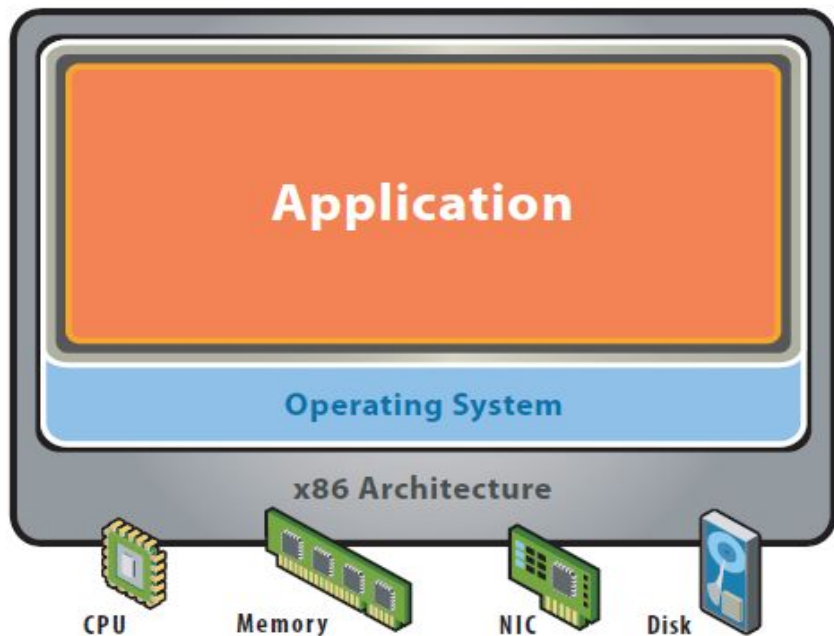 Application
Operating System
x86 Architecture
CPU Memory NIC Disk